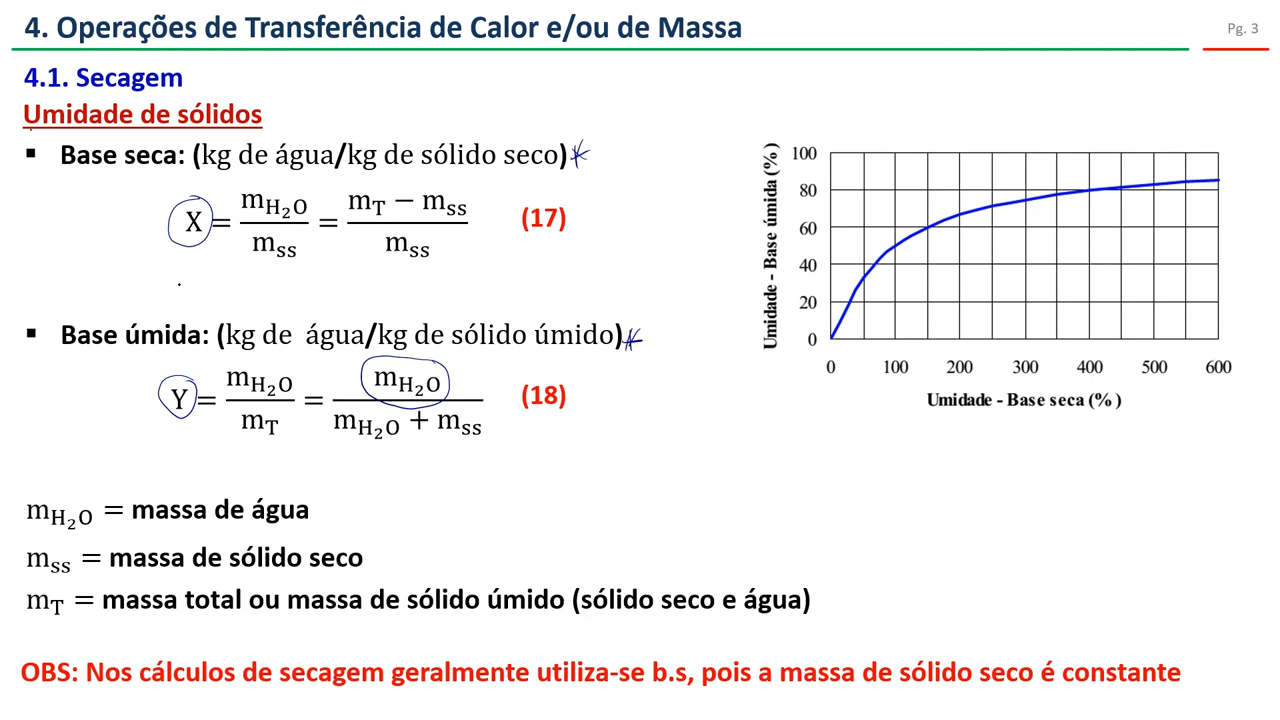 4. Operações de Transferência de Calor e/ou de Massa
Pg. 3
4.1. Secagem
Umidade de sólidos
▪ Base seca: (kg de água/kg de sólido seco)*
X = m_H₂O / m_ss = (m_T − m_ss) / m_ss (17)
▪ Base úmida: (kg de água/kg de sólido úmido)*
Y = m_H₂O / m_T = m_H₂O / (m_H₂O + m_ss) (18)
m_H₂O = massa de água
m_ss = massa de sólido seco
m_T = massa total ou massa de sólido úmido (sólido seco e água)
OBS: Nos cálculos de secagem geralmente utiliza-se b.s, pois a massa de sólido seco é constante
Umidade - Base úmida (%)
100
80
60
40
20
0
0 100 200 300 400 500 600
Umidade - Base seca (%)